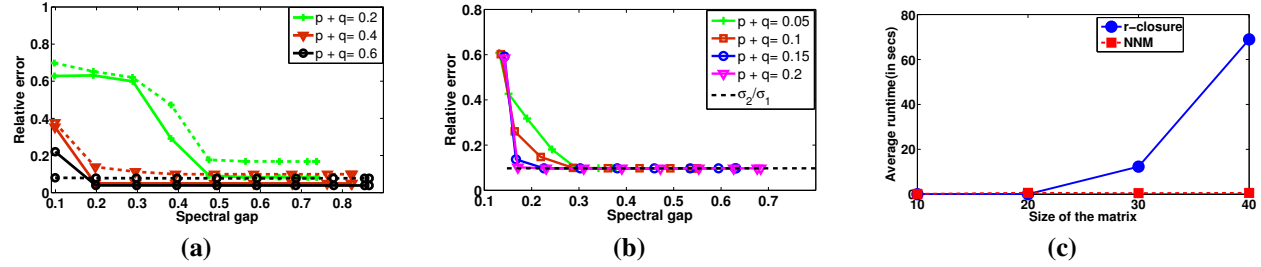 1
0.8
0.6
0.4
0.2
0
Relative error
0.1 0.2 0.3 0.4 0.5 0.6 0.7 0.8
Spectral gap
p + q= 0.2
p + q= 0.4
p + q= 0.6
(a)
0.8
0.6
0.4
0.2
0
Relative error
0.1 0.2 0.3 0.4 0.5 0.6 0.7
Spectral gap
p + q= 0.05
p + q= 0.1
p + q= 0.15
p + q= 0.2
σ₂/σ₁
(b)
80
60
40
20
0
Average runtime(in secs)
10 20 30 40
Size of the matrix
r−closure
NNM
(c)